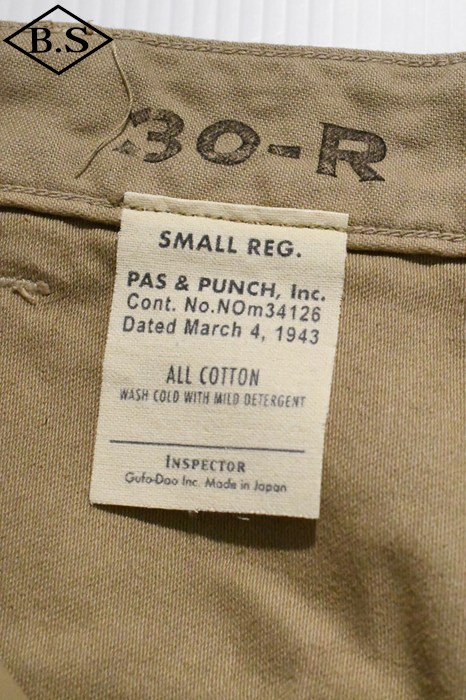 B.S
30-R
SMALL REG.
PAS & PUNCH, Inc.
Cont. No.NOm34126
Dated March 4, 1943
ALL COTTON
WASH COLD WITH MILD DETERGENT
INSPECTOR
Gufo-Dao Inc. Made in Japan